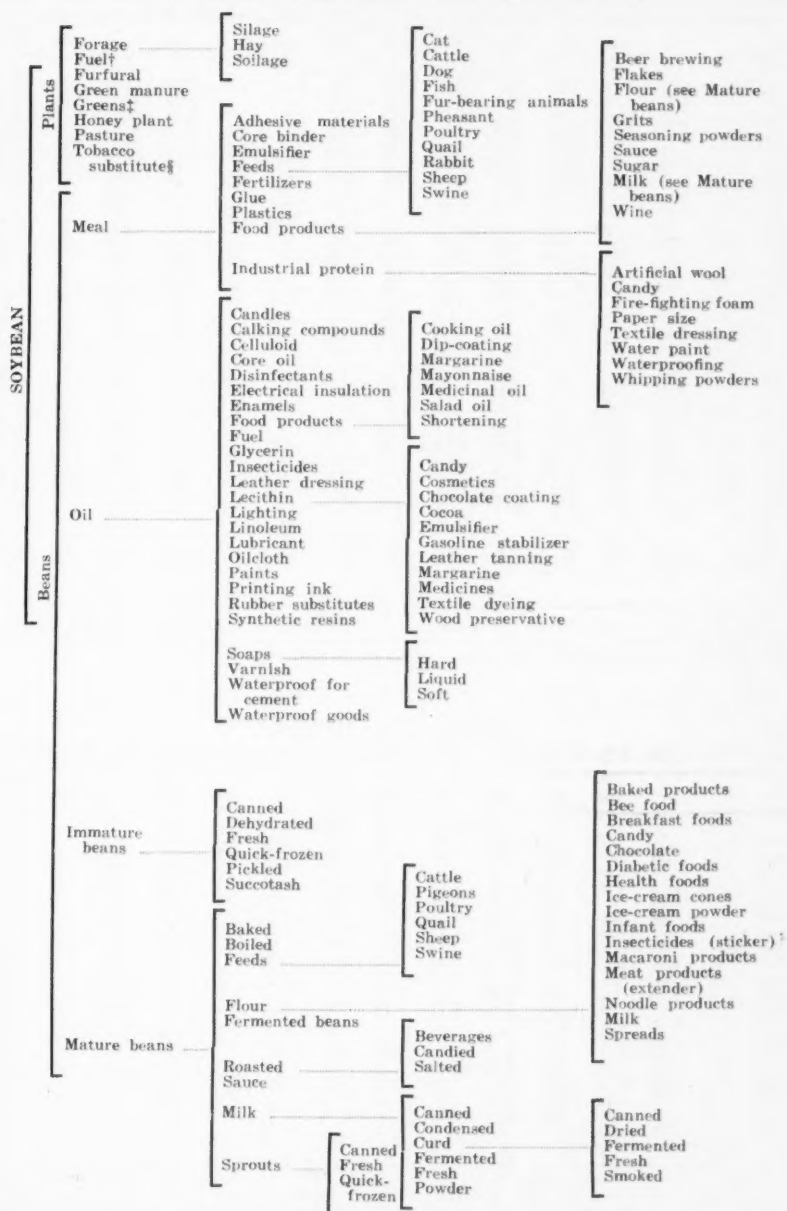 SOYBEAN
Plants
Forage
Fuel†
Furfural
Green manure
Greens‡
Honey plant
Pasture
Tobacco
substitute§
Silage
Hay
Soilage
Beans
Meal
Adhesive materials
Core binder
Emulsifier
Feeds
Fertilizers
Glue
Plastics
Food products
Industrial protein
Cat
Cattle
Dog
Fish
Fur-bearing animals
Pheasant
Poultry
Quail
Rabbit
Sheep
Swine
Beer brewing
Flakes
Flour (see Mature
beans)
Grits
Seasoning powders
Sauce
Sugar
Milk (see Mature
beans)
Wine
Artificial wool
Candy
Fire-fighting foam
Paper size
Textile dressing
Water paint
Waterproofing
Whipping powders
Oil
Candles
Calking compounds
Celluloid
Core oil
Disinfectants
Electrical insulation
Enamels
Food products
Fuel
Glycerin
Insecticides
Leather dressing
Lecithin
Lighting
Linoleum
Lubricant
Oilcloth
Paints
Printing ink
Rubber substitutes
Synthetic resins
Soaps
Varnish
Waterproof for
cement
Waterproof goods
Cooking oil
Dip-coating
Margarine
Mayonnaise
Medicinal oil
Salad oil
Shortening
Candy
Cosmetics
Chocolate coating
Cocoa
Emulsifier
Gasoline stabilizer
Leather tanning
Margarine
Medicines
Textile dyeing
Wood preservative
Hard
Liquid
Soft
Immature
beans
Canned
Dehydrated
Fresh
Quick-frozen
Pickled
Succotash
Mature beans
Baked
Boiled
Feeds
Flour
Fermented beans
Roasted
Sauce
Milk
Sprouts
Cattle
Pigeons
Poultry
Quail
Sheep
Swine
Baked products
Bee food
Breakfast foods
Candy
Chocolate
Diabetic foods
Health foods
Ice-cream cones
Ice-cream powder
Infant foods
Insecticides (sticker)
Macaroni products
Meat products
(extender)
Noodle products
Milk
Spreads
Beverages
Candied
Salted
Canned
Condensed
Curd
Fermented
Fresh
Powder
Canned
Dried
Fermented
Fresh
Smoked
Canned
Fresh
Quick-
frozen